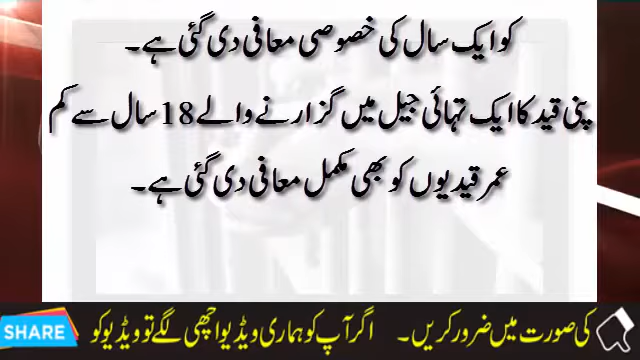 کو ایک سال کی خصوصی معافی دی گئی ہے۔
پنی قید کا ایک تہائی جیل میں گزارنے والے 18 سال سے کم
عمر قیدیوں کو بھی مکمل معافی دی گئی ہے۔
کی صورت میں ضرور کریں۔ اگر آپ کو ہماری ویڈیو اچھی لگے تو ویڈیو کو
SHARE